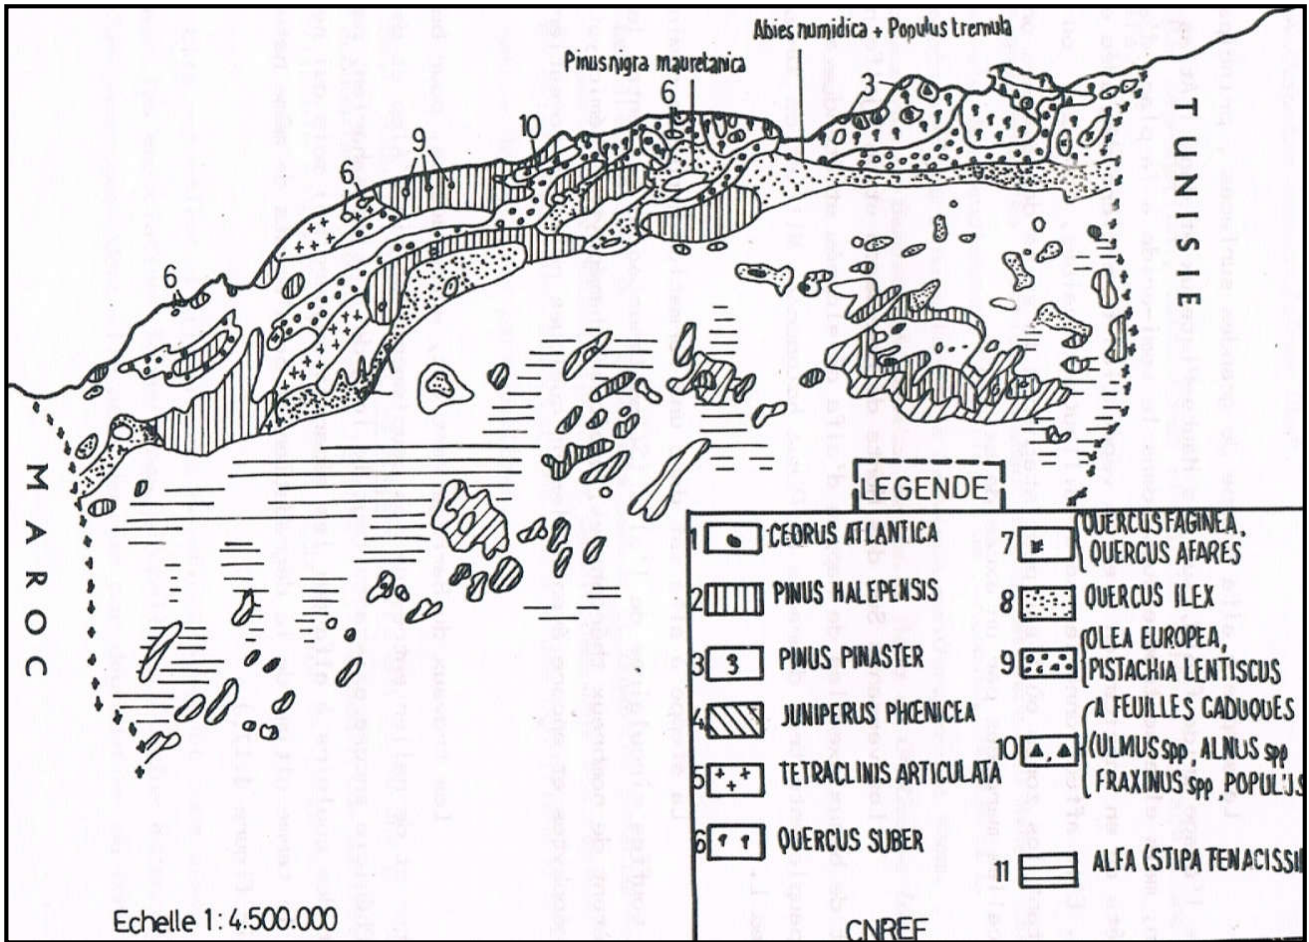 Abies numidica + Populus tremula
Pinus nigra mauretanica
6
3
10
9
6
6
TUNISIE
MAROC
LEGENDE
1 CEDRUS ATLANTICA
2 PINUS HALEPENSIS
3 3 PINUS PINASTER
4 JUNIPERUS PHŒNICEA
5 TETRACLINIS ARTICULATA
6 QUERCUS SUBER
7 QUERCUS FAGINEA,
QUERCUS AFARES
8 QUERCUS ILEX
9 OLEA EUROPEA,
PISTACHIA LENTISCUS
A FEUILLES CADUQUES
10 (ULMUS spp, ALNUS spp
FRAXINUS spp, POPULUS
11 ALFA (STIPA TENACISSI
Echelle 1:4.500.000
CNREF